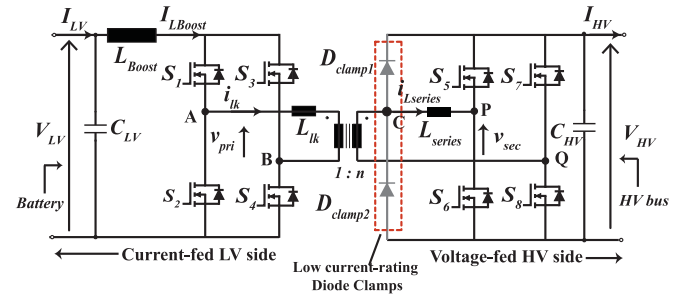 I_LV I_LBoost I_HV
L_Boost
S_1 S_3 D_clamp1 S_5 S_7
i_lk i_Lseries
A C P
L_lk L_series
V_LV C_LV v_pri v_sec C_HV V_HV
B Q
1 : n
Battery S_2 S_4 D_clamp2 S_6 S_8 HV bus
Current-fed LV side Voltage-fed HV side
Low current-rating
Diode Clamps